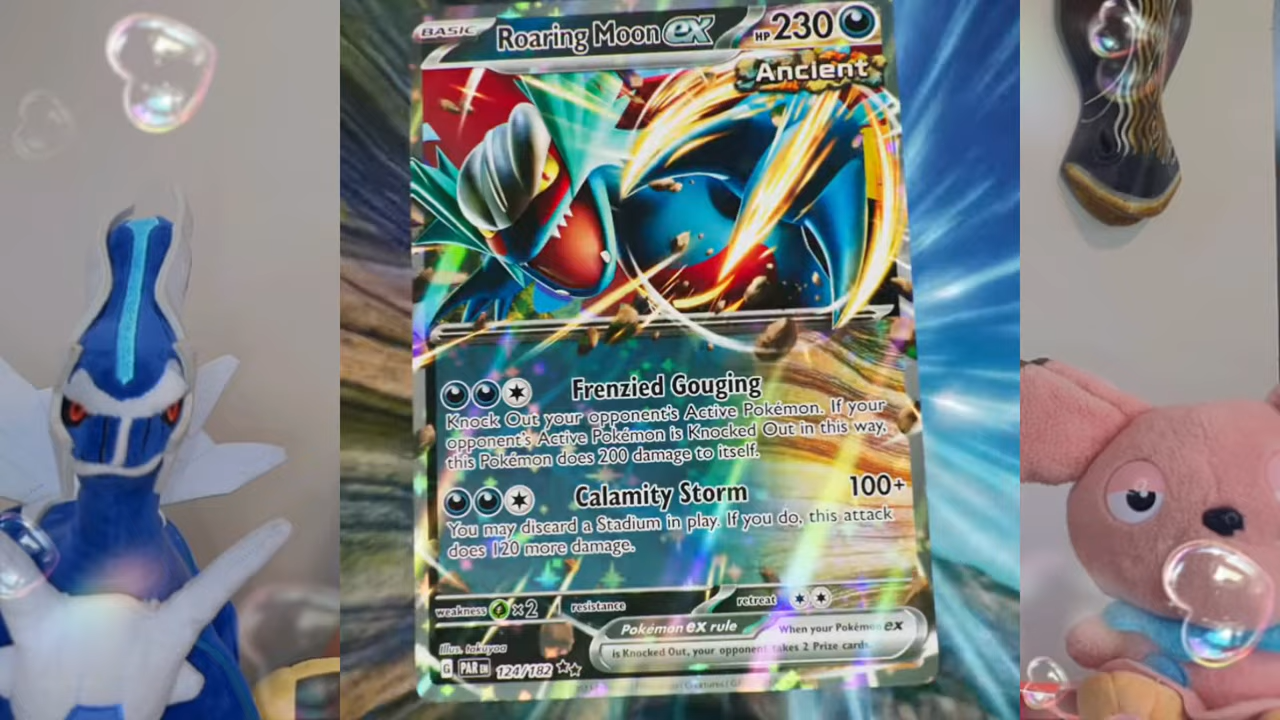 BASIC Roaring Moon ex HP 230
Ancient
Frenzied Gouging
Knock Out your opponent's Active Pokémon. If your
opponent's Active Pokémon is Knocked Out in this way,
this Pokémon does 200 damage to itself.
Calamity Storm 100+
You may discard a Stadium in play. If you do, this attack
does 120 more damage.
weakness ×2 resistance retreat
Pokémon ex rule When your Pokémon ex
is Knocked Out, your opponent takes 2 Prize cards.
Illus. takuyoa
G PAR EN 124/182